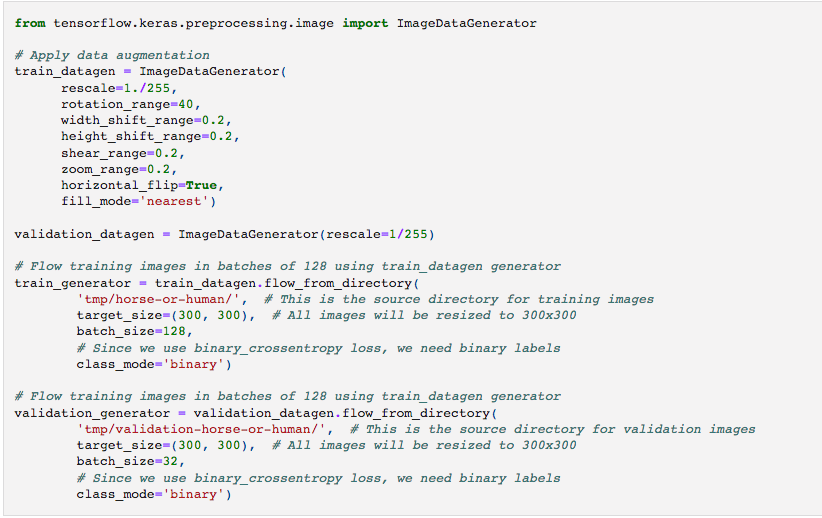 from tensorflow.keras.preprocessing.image import ImageDataGenerator
# Apply data augmentation
train_datagen = ImageDataGenerator(
      rescale=1./255,
      rotation_range=40,
      width_shift_range=0.2,
      height_shift_range=0.2,
      shear_range=0.2,
      zoom_range=0.2,
      horizontal_flip=True,
      fill_mode='nearest')
validation_datagen = ImageDataGenerator(rescale=1/255)
# Flow training images in batches of 128 using train_datagen generator
train_generator = train_datagen.flow_from_directory(
        'tmp/horse-or-human/',  # This is the source directory for training images
        target_size=(300, 300),  # All images will be resized to 300x300
        batch_size=128,
        # Since we use binary_crossentropy loss, we need binary labels
        class_mode='binary')
# Flow training images in batches of 128 using train_datagen generator
validation_generator = validation_datagen.flow_from_directory(
        'tmp/validation-horse-or-human/',  # This is the source directory for validation images
        target_size=(300, 300),  # All images will be resized to 300x300
        batch_size=32,
        # Since we use binary_crossentropy loss, we need binary labels
        class_mode='binary')